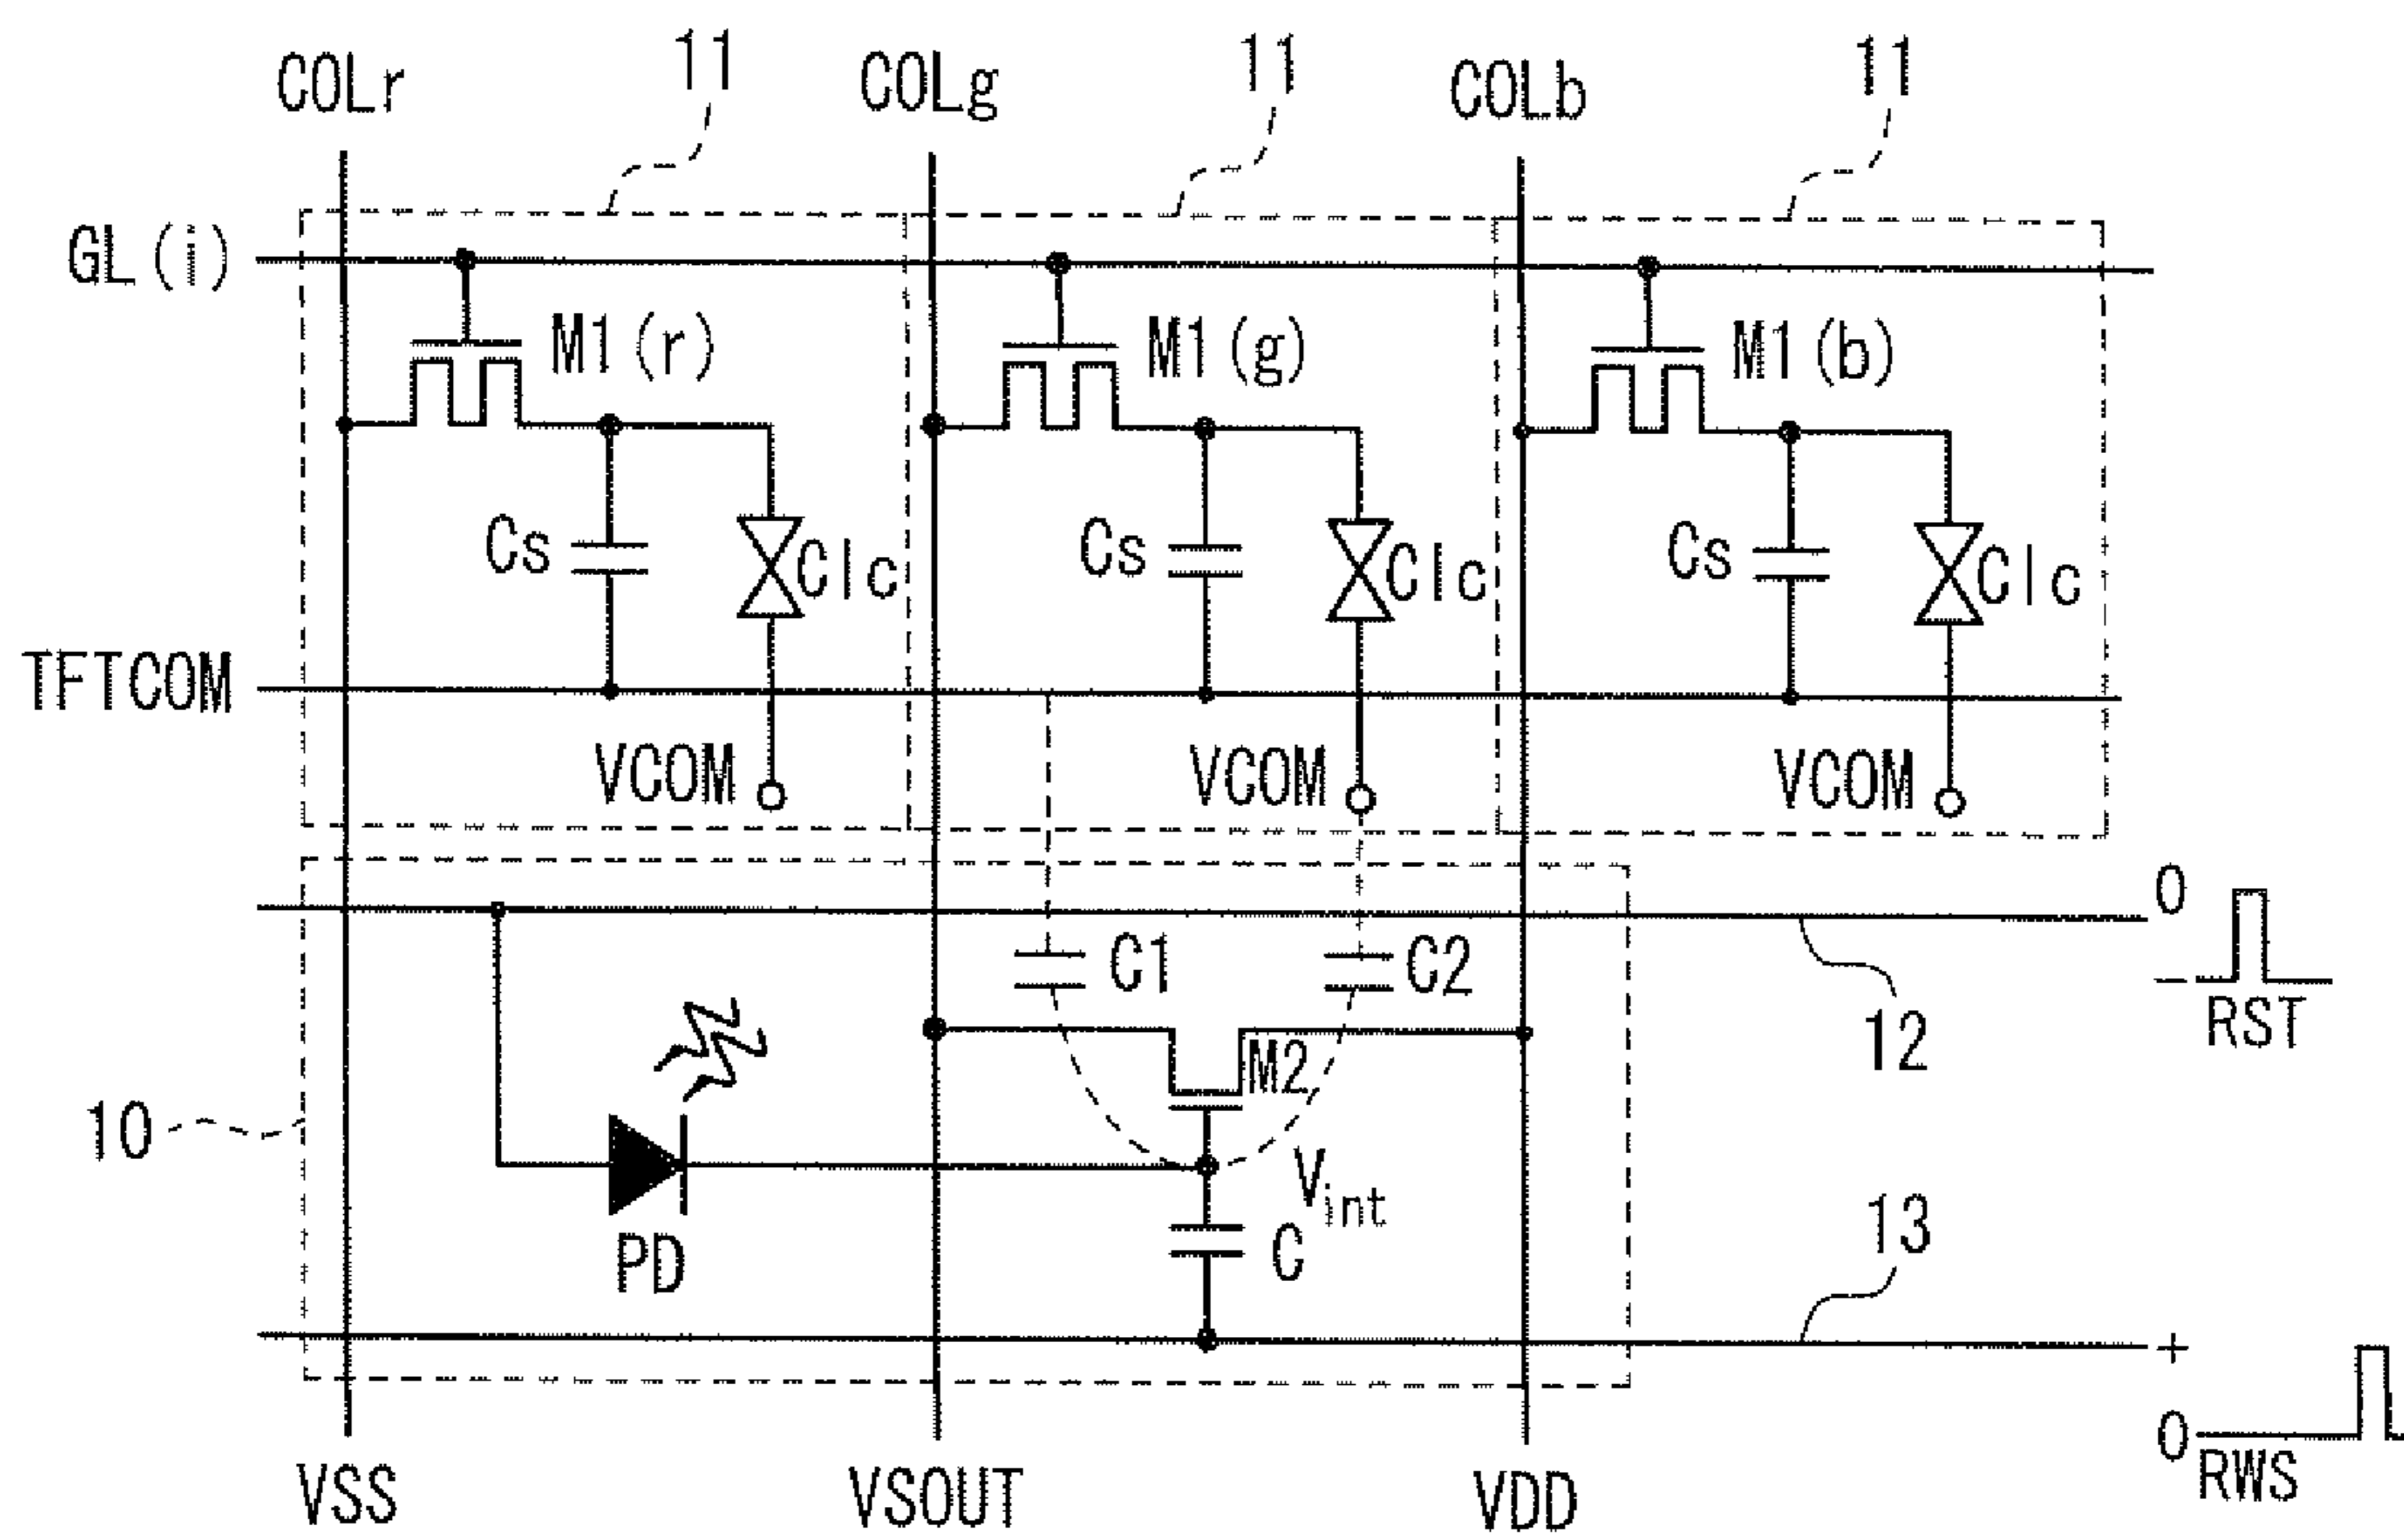 COLr 11 COLg 11 COLb 11
GL(i)
M1(r) M1(g) M1(b)
Cs Clc Cs Clc Cs Clc
TFTCOM
VCOM VCOM VCOM
0
C1 C2
−
RST
12
M2
10
Vint
13
PD C
+
0
RWS
VSS VSOUT VDD